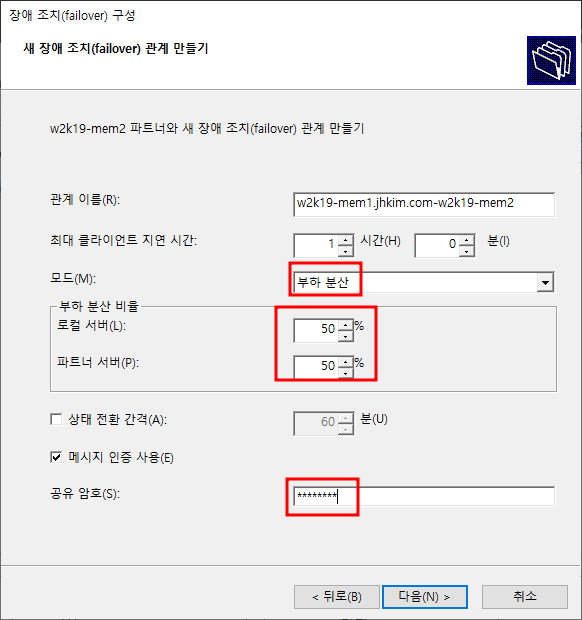 장애 조치(failover) 구성
새 장애 조치(failover) 관계 만들기
w2k19-mem2 파트너와 새 장애 조치(failover) 관계 만들기
관계 이름(R): w2k19-mem1.jhkim.com-w2k19-mem2
최대 클라이언트 지연 시간: 1 시간(H) 0 분(I)
모드(M): 부하 분산
부하 분산 비율
로컬 서버(L): 50 %
파트너 서버(P): 50 %
상태 전환 간격(A): 60 분(U)
메시지 인증 사용(E)
공유 암호(S): ********
< 뒤로(B) 다음(N) > 취소